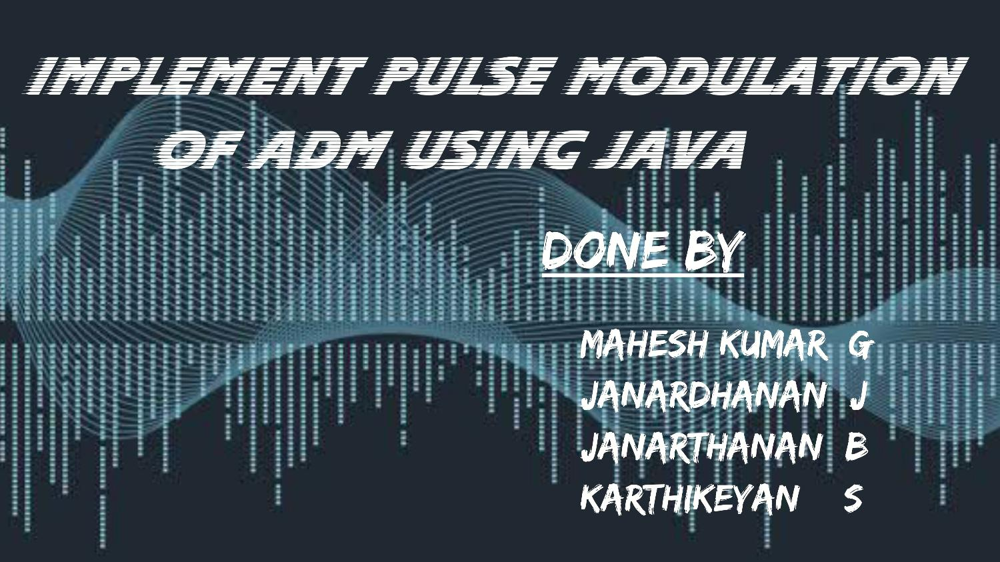 IMPLEMENT PULSE MODULATION
OF ADM USING JAVA
DONE BY
MAHESH KUMAR G
JANARDHANAN J
JANARTHANAN B
KARTHIKEYAN S